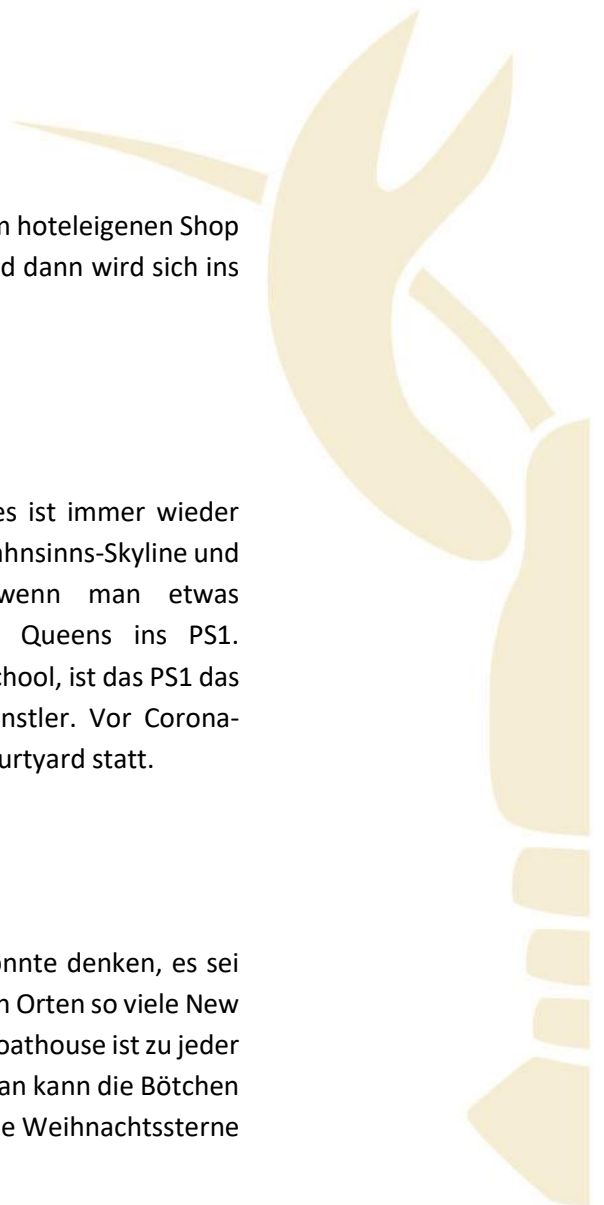 hoteleigenen Shop
dann wird sich ins
es ist immer wieder
ahnsinns-Skyline und
wenn man etwas
Queens ins PS1.
chool, ist das PS1 das
nstler. Vor Corona-
urtyard statt.
onnte denken, es sei
n Orten so viele New
oathouse ist zu jeder
an kann die Bötchen
e Weihnachtssterne